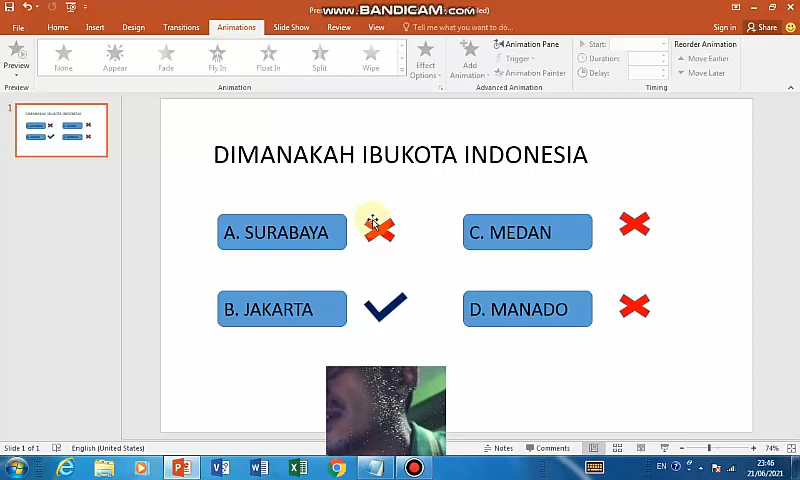 Pres
www.BANDICAM.com
led)
File
Home
Insert
Design
Transitions
Animations
Slide Show
Review
View
Tell me what you want to do...
Sign in
Share
Preview
None
Appear
Fade
Fly In
Float In
Split
Wipe
Effect
Options
Add
Animation
Animation Pane
Trigger
Animation Painter
Start:
Duration:
Delay:
Reorder Animation
Move Earlier
Move Later
Preview
Animation
Advanced Animation
Timing
1
DIMANAKAH IBUKOTA INDONESIA
A. SURABAYA
C. MEDAN
B. JAKARTA
D. MANADO
Slide 1 of 1
English (United States)
Notes
Comments
74%
EN
23:46
21/06/2021